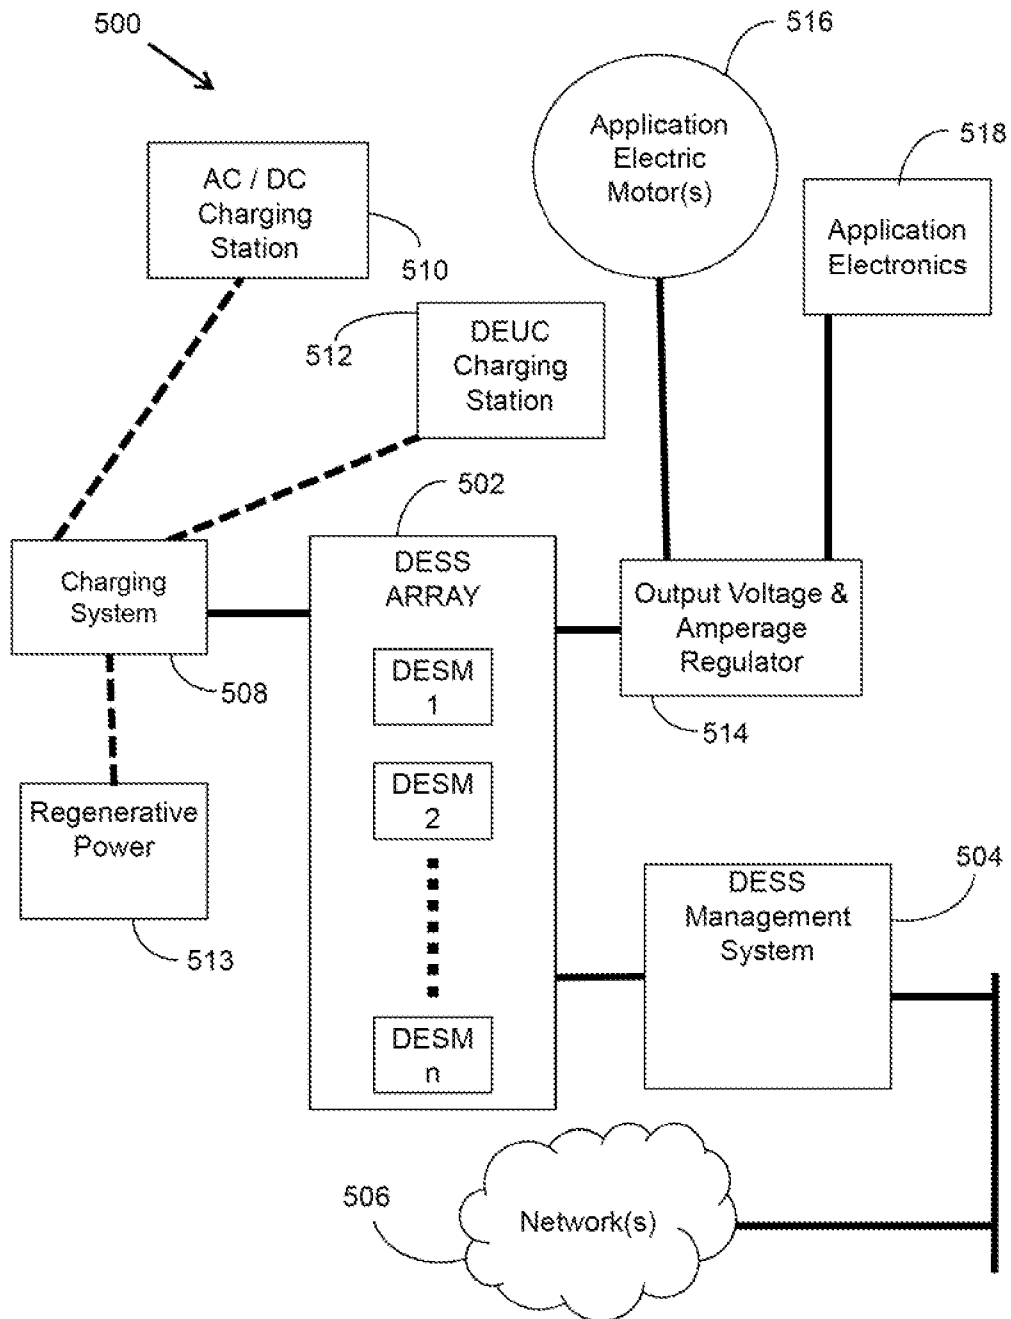 500
516
Application
Electric
Motor(s)
518
AC / DC
Charging
Station
510
Application
Electronics
512
DEUC
Charging
Station
502
DESS
ARRAY
Charging
System
508
Output Voltage &
Amperage
Regulator
514
DESM
1
DESM
2
Regenerative
Power
513
DESS
Management
System
504
DESM
n
506
Network(s)